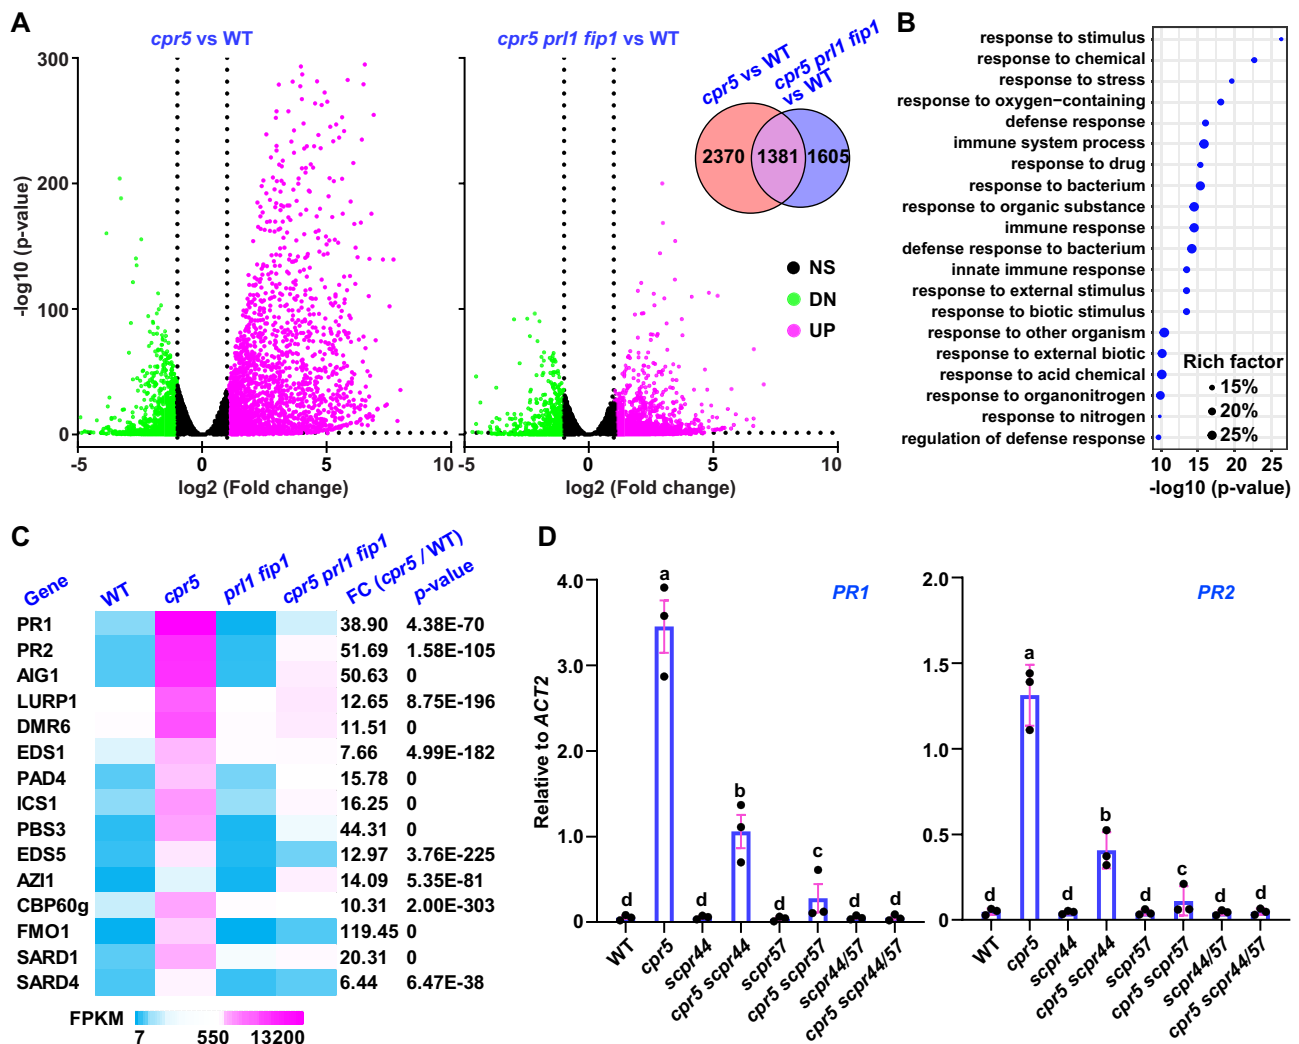 A
cpr5 vs WT
cpr5 prl1 fip1 vs WT
300
200
100
0
-log10 (p-value)
-5
0
5
10
log2 (Fold change)
-5
0
5
10
log2 (Fold change)
cpr5 vs WT
cpr5 prl1 fip1
vs WT
2370
1381
1605
NS
DN
UP
B
response to stimulus
response to chemical
response to stress
response to oxygen−containing
defense response
immune system process
response to drug
response to bacterium
response to organic substance
immune response
defense response to bacterium
innate immune response
response to external stimulus
response to biotic stimulus
response to other organism
response to external biotic
response to acid chemical
response to organonitrogen
response to nitrogen
regulation of defense response
Rich factor
15%
20%
25%
10 15 20 25
-log10 (p-value)
C
Gene WT cpr5 prl1 fip1 cpr5 prl1 fip1 FC (cpr5 / WT) p-value
PR1 38.90 4.38E-70
PR2 51.69 1.58E-105
AIG1 50.63 0
LURP1 12.65 8.75E-196
DMR6 11.51 0
EDS1 7.66 4.99E-182
PAD4 15.78 0
ICS1 16.25 0
PBS3 44.31 0
EDS5 12.97 3.76E-225
AZI1 14.09 5.35E-81
CBP60g 10.31 2.00E-303
FMO1 119.45 0
SARD1 20.31 0
SARD4 6.44 6.47E-38
FPKM
7 550 13200
D
PR1
Relative to ACT2
4.0
3.0
2.0
1.0
0
a
b
c
d
d
d
d
d
WT
cpr5
scpr44
cpr5 scpr44
scpr57
cpr5 scpr57
scpr44/57
cpr5 scpr44/57
PR2
2.0
1.5
1.0
0.5
0
a
b
c
d
d
d
d
d
WT
cpr5
scpr44
cpr5 scpr44
scpr57
cpr5 scpr57
scpr44/57
cpr5 scpr44/57